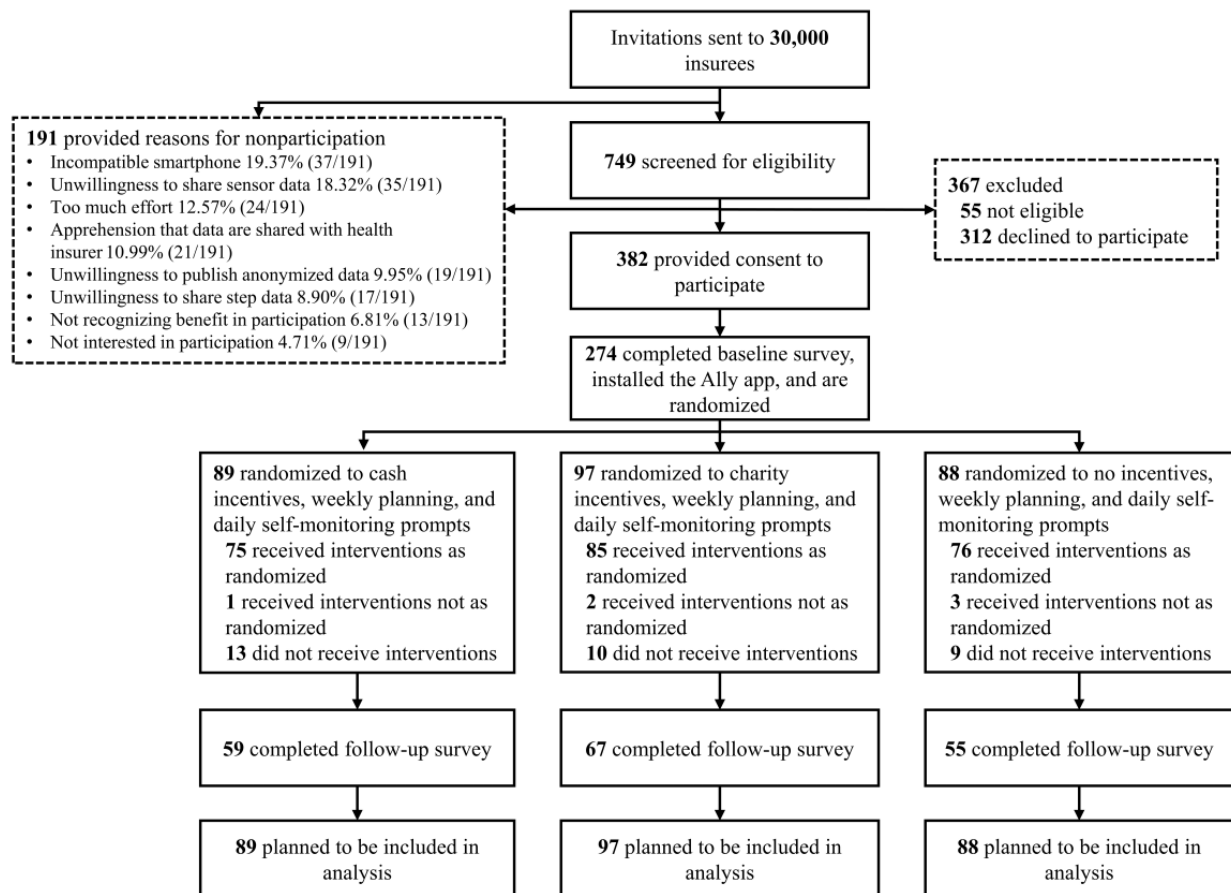 Invitations sent to 30,000
insurees
191 provided reasons for nonparticipation
• Incompatible smartphone 19.37% (37/191)
• Unwillingness to share sensor data 18.32% (35/191)
• Too much effort 12.57% (24/191)
• Apprehension that data are shared with health
insurer 10.99% (21/191)
• Unwillingness to publish anonymized data 9.95% (19/191)
• Unwillingness to share step data 8.90% (17/191)
• Not recognizing benefit in participation 6.81% (13/191)
• Not interested in participation 4.71% (9/191)
749 screened for eligibility
367 excluded
55 not eligible
312 declined to participate
382 provided consent to
participate
274 completed baseline survey,
installed the Ally app, and are
randomized
89 randomized to cash
incentives, weekly planning, and
daily self-monitoring prompts
75 received interventions as
randomized
1 received interventions not as
randomized
13 did not receive interventions
97 randomized to charity
incentives, weekly planning, and
daily self-monitoring prompts
85 received interventions as
randomized
2 received interventions not as
randomized
10 did not receive interventions
88 randomized to no incentives,
weekly planning, and daily self-
monitoring prompts
76 received interventions as
randomized
3 received interventions not as
randomized
9 did not receive interventions
59 completed follow-up survey
67 completed follow-up survey
55 completed follow-up survey
89 planned to be included in
analysis
97 planned to be included in
analysis
88 planned to be included in
analysis